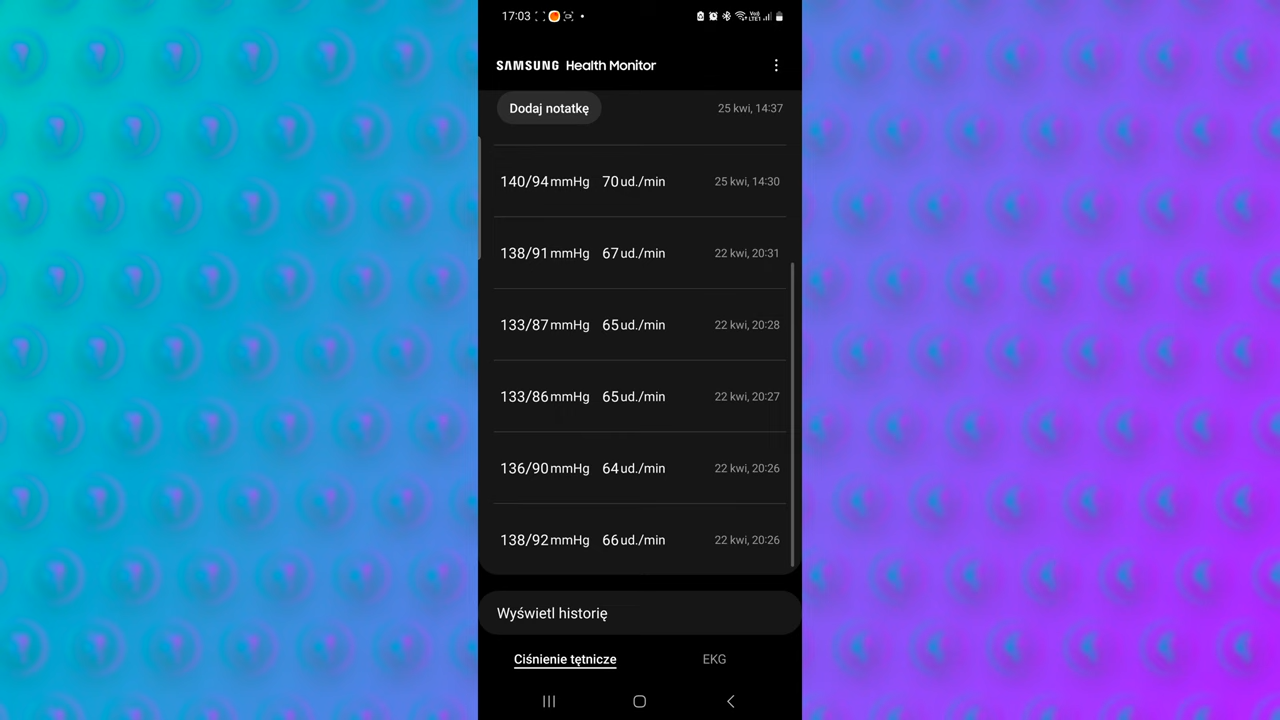 17:03
SAMSUNG Health Monitor
Dodaj notatkę 25 kwi, 14:37
140/94 mmHg 70 ud./min 25 kwi, 14:30
138/91 mmHg 67 ud./min 22 kwi, 20:31
133/87 mmHg 65 ud./min 22 kwi, 20:28
133/86 mmHg 65 ud./min 22 kwi, 20:27
136/90 mmHg 64 ud./min 22 kwi, 20:26
138/92 mmHg 66 ud./min 22 kwi, 20:26
Wyświetl historię
Ciśnienie tętnicze EKG